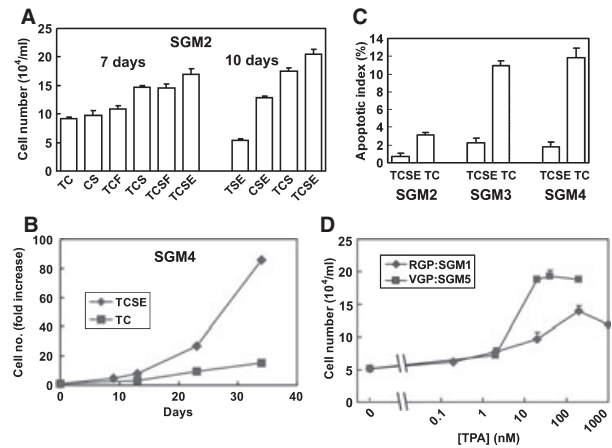 A
SGM2
7 days
10 days
Cell number (10⁴/ml)
25
20
15
10
5
0
TC
CS
TCF
TCS
TCSF
TCSE
TSE
CSE
TCS
TCSE
C
Apoptotic index (%)
14
12
10
8
6
4
2
0
TCSE TC TCSE TC TCSE TC
SGM2 SGM3 SGM4
B
SGM4
Cell no. (fold increase)
100
80
60
40
20
0
TCSE
TC
0 10 20 30 40
Days
D
RGP:SGM1
VGP:SGM5
Cell number (10⁴/ml)
25
20
15
10
5
0
0 0.1 1 10 100 1000
[TPA] (nM)